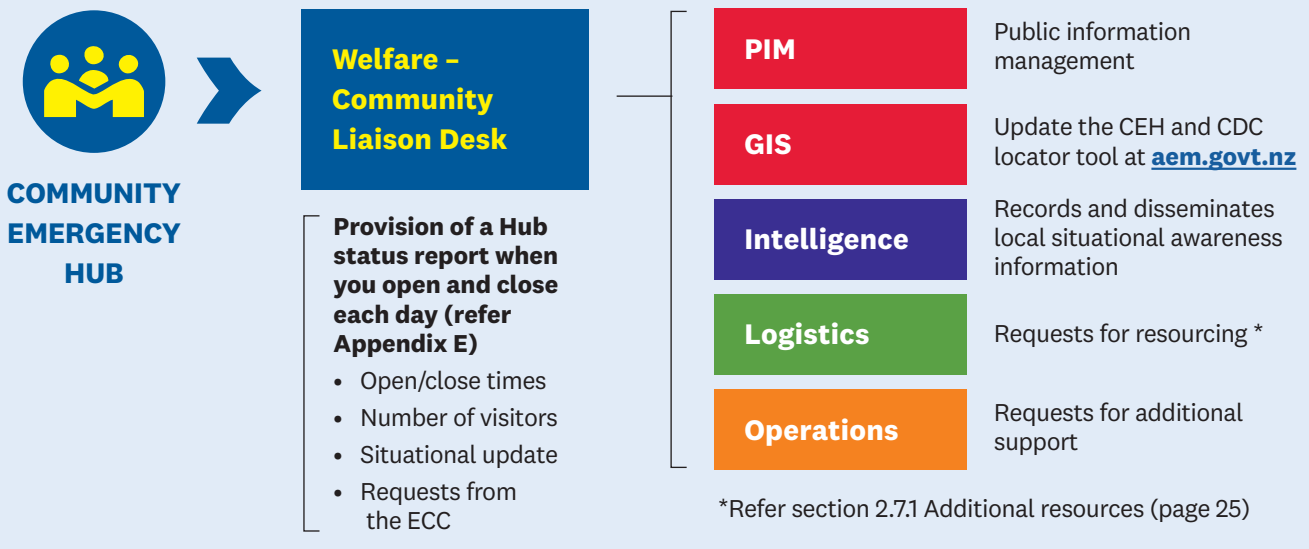 COMMUNITY
EMERGENCY
HUB
Welfare –
Community
Liaison Desk
Provision of a Hub
status report when
you open and close
each day (refer
Appendix E)
• Open/close times
• Number of visitors
• Situational update
• Requests from
the ECC
PIM
Public information
management
GIS
Update the CEH and CDC
locator tool at aem.govt.nz
Intelligence
Records and disseminates
local situational awareness
information
Logistics
Requests for resourcing *
Operations
Requests for additional
support
*Refer section 2.7.1 Additional resources (page 25)